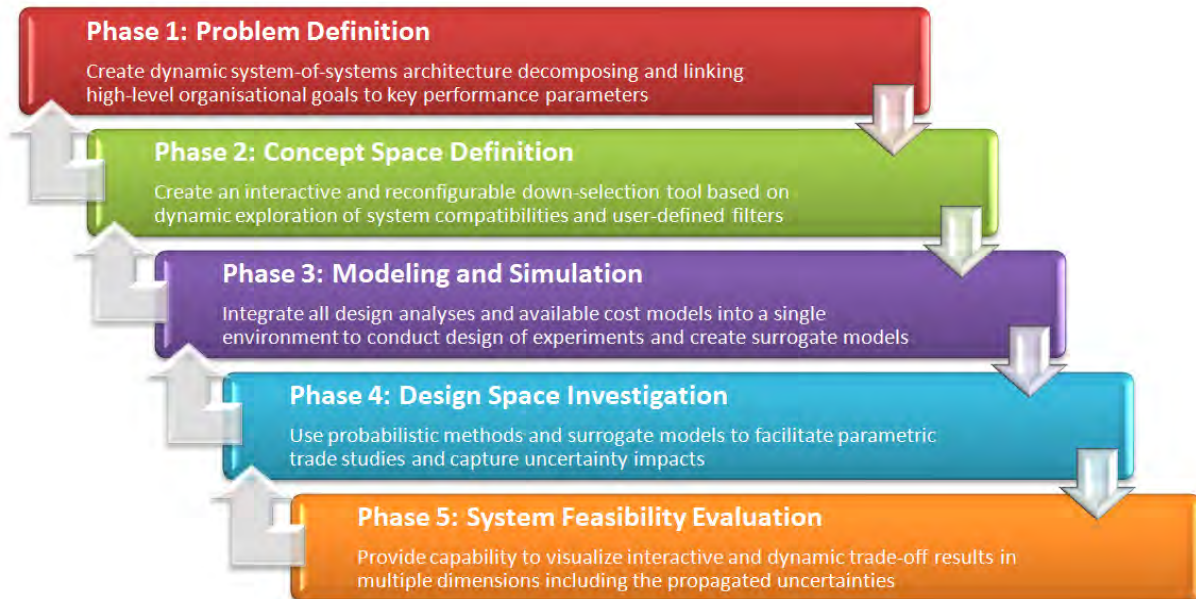 Phase 1: Problem Definition
Create dynamic system-of-systems architecture decomposing and linking
high-level organisational goals to key performance parameters
Phase 2: Concept Space Definition
Create an interactive and reconfigurable down-selection tool based on
dynamic exploration of system compatibilities and user-defined filters
Phase 3: Modeling and Simulation
Integrate all design analyses and available cost models into a single
environment to conduct design of experiments and create surrogate models
Phase 4: Design Space Investigation
Use probabilistic methods and surrogate models to facilitate parametric
trade studies and capture uncertainty impacts
Phase 5: System Feasibility Evaluation
Provide capability to visualize interactive and dynamic trade-off results in
multiple dimensions including the propagated uncertainties